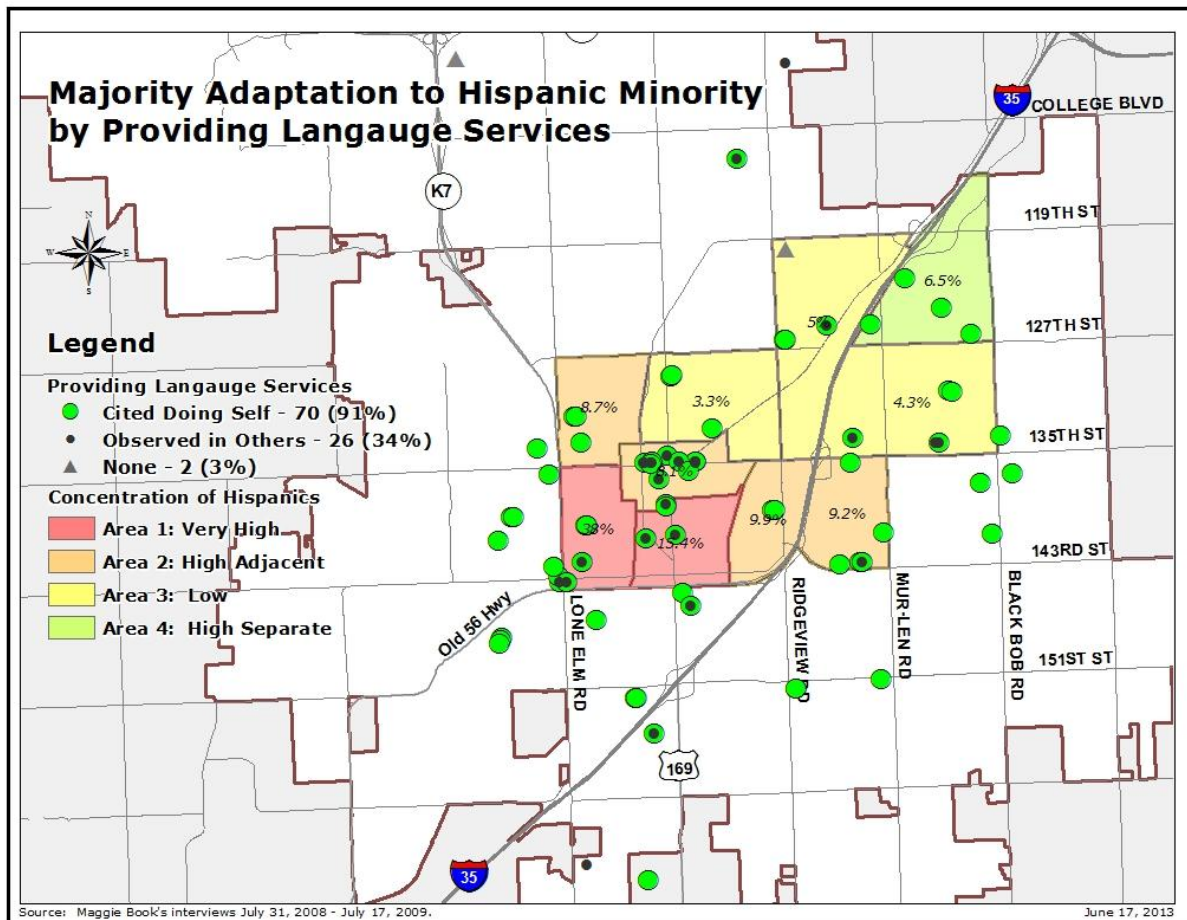 Majority Adaptation to Hispanic Minority
by Providing Langauge Services
35
COLLEGE BLVD
K7
N
W E
S
119TH ST
6.5%
127TH ST
5%
Legend
Providing Langauge Services
Cited Doing Self - 70 (91%)
Observed in Others - 26 (34%)
None - 2 (3%)
Concentration of Hispanics
Area 1: Very High
Area 2: High Adjacent
Area 3: Low
Area 4: High Separate
8.7%
3.3%
4.3%
135TH ST
9.9%
9.2%
38%
143RD ST
Old 56 Hwy
LONE ELM RD
RIDGEVIEW RD
MUR-LEN RD
BLACK BOB RD
151ST ST
169
35
Source: Maggie Book's interviews July 31, 2008 - July 17, 2009.
June 17, 2013